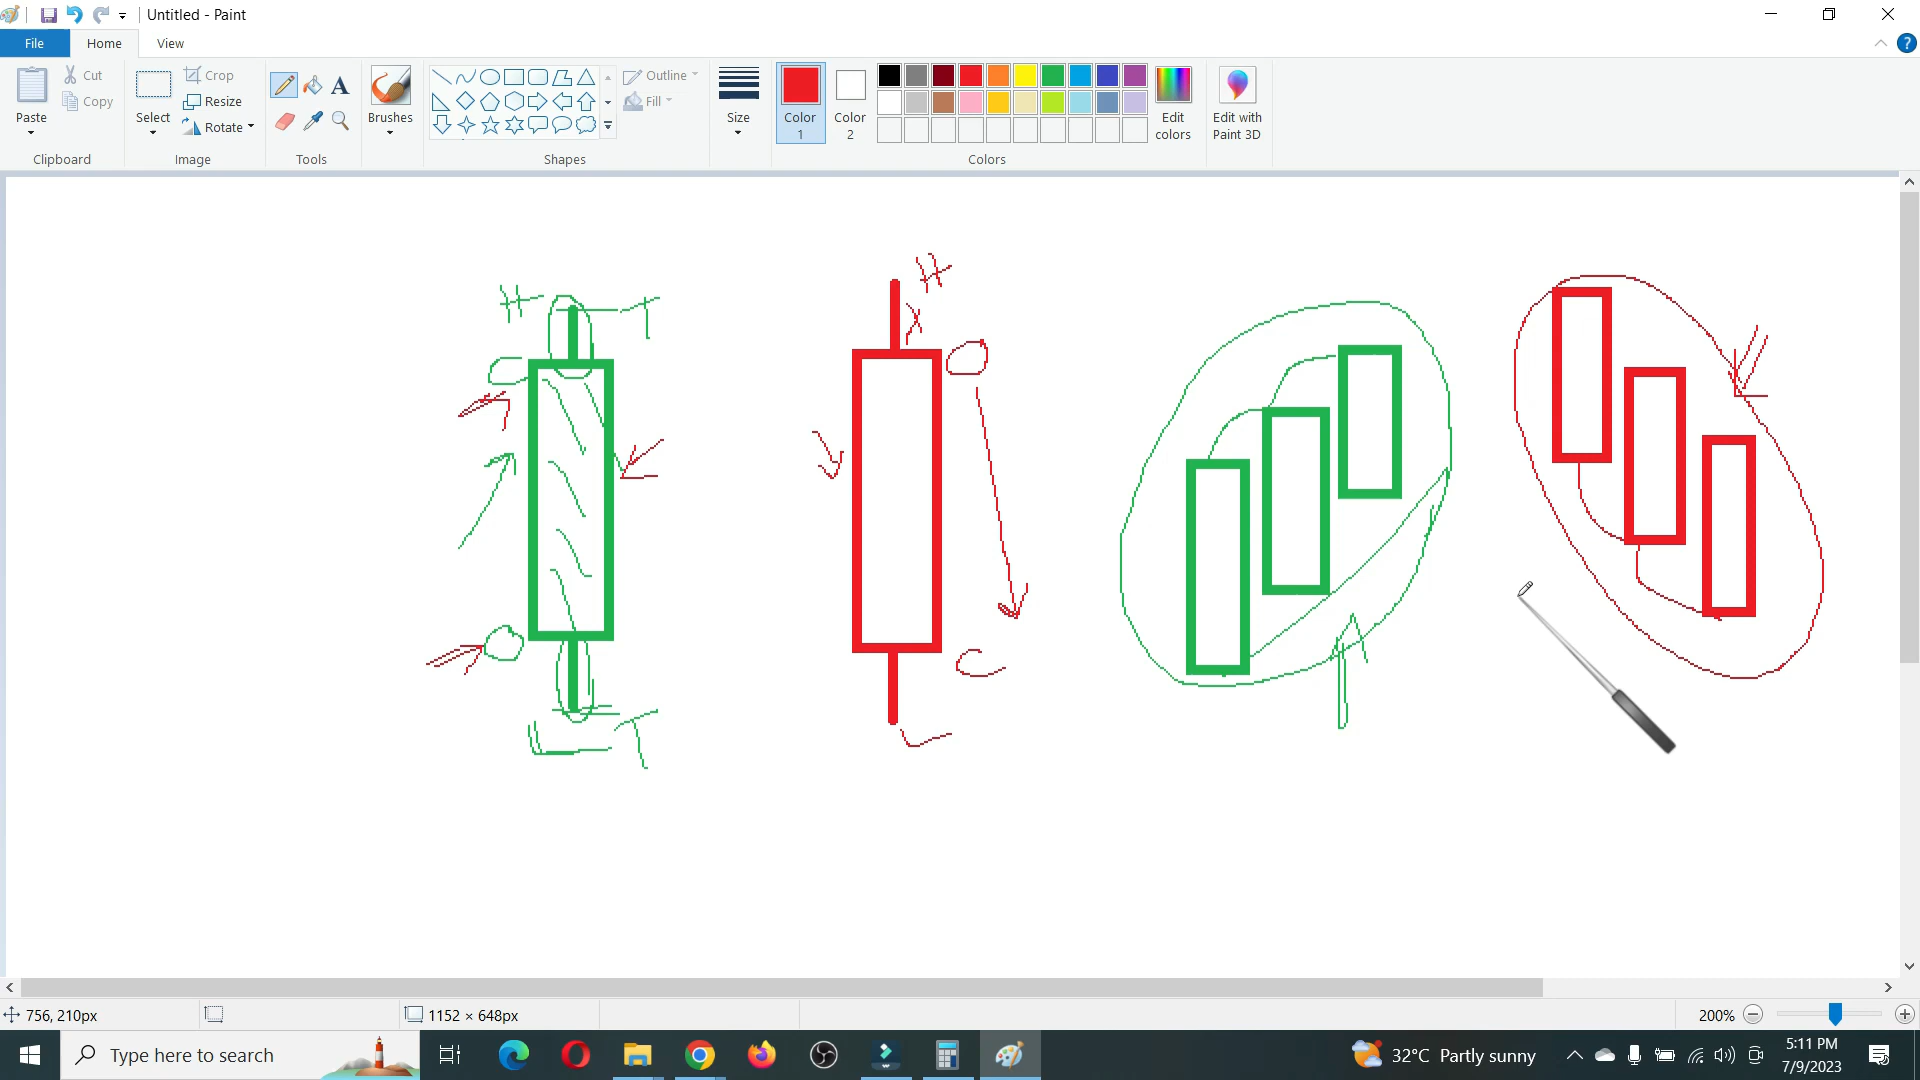 Untitled - Paint
File
Home
View
Paste
Cut
Copy
Clipboard
Select
Crop
Resize
Rotate
Image
Tools
Brushes
Shapes
Outline
Fill
Size
Color
1
Color
2
Colors
Edit
colors
Edit with
Paint 3D
?
H
T
O
C
L
T
H
O
C
L
756, 210px
1152 × 648px
200%
Type here to search
32°C Partly sunny
5:11 PM
7/9/2023